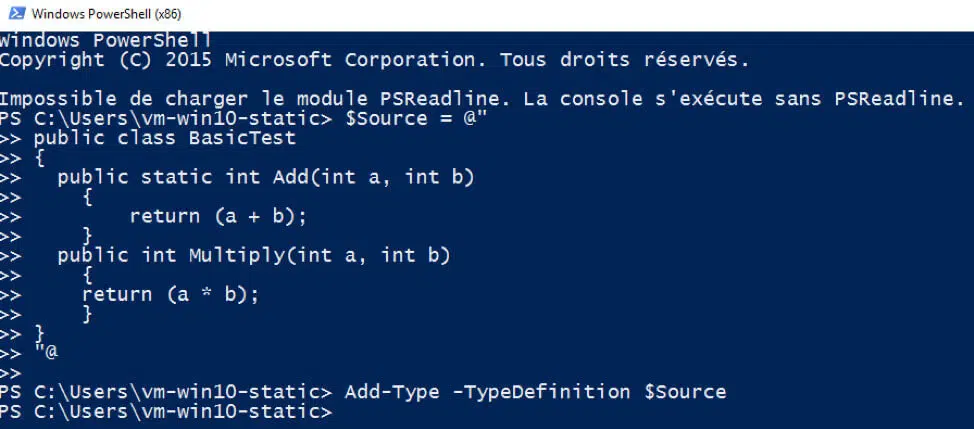 Windows PowerShell (x86)
Windows PowerShell
Copyright (C) 2015 Microsoft Corporation. Tous droits réservés.
Impossible de charger le module PSReadline. La console s'exécute sans PSReadline.
PS C:\Users\vm-win10-static> $Source = @"
>> public class BasicTest
>> {
>>   public static int Add(int a, int b)
>>     {
>>         return (a + b);
>>     }
>>   public int Multiply(int a, int b)
>>     {
>>     return (a * b);
>>     }
>> }
>> "@
>>
PS C:\Users\vm-win10-static> Add-Type -TypeDefinition $Source
PS C:\Users\vm-win10-static>